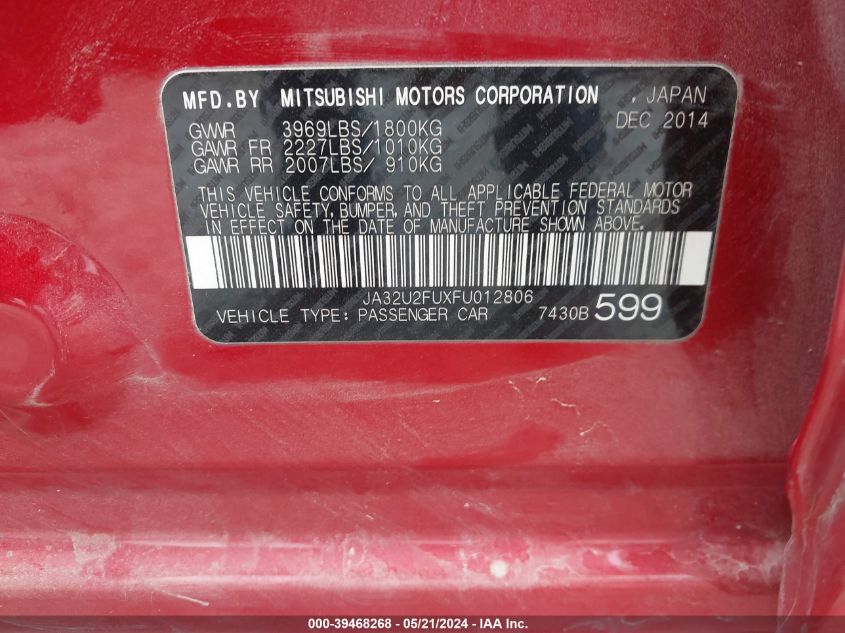 MFD.BY MITSUBISHI MOTORS CORPORATION , JAPAN
GVWR 3969LBS/1800KG DEC 2014
GAWR FR 2227LBS/1010KG
GAWR RR 2007LBS/ 910KG
THIS VEHICLE CONFORMS TO ALL APPLICABLE FEDERAL MOTOR
VEHICLE SAFETY, BUMPER, AND THEFT PREVENTION STANDARDS
IN EFFECT ON THE DATE OF MANUFACTURE SHOWN ABOVE.
JA32U2FUXFU012806
VEHICLE TYPE: PASSENGER CAR 7430B 599
000-39468268 - 05/21/2024 - IAA Inc.